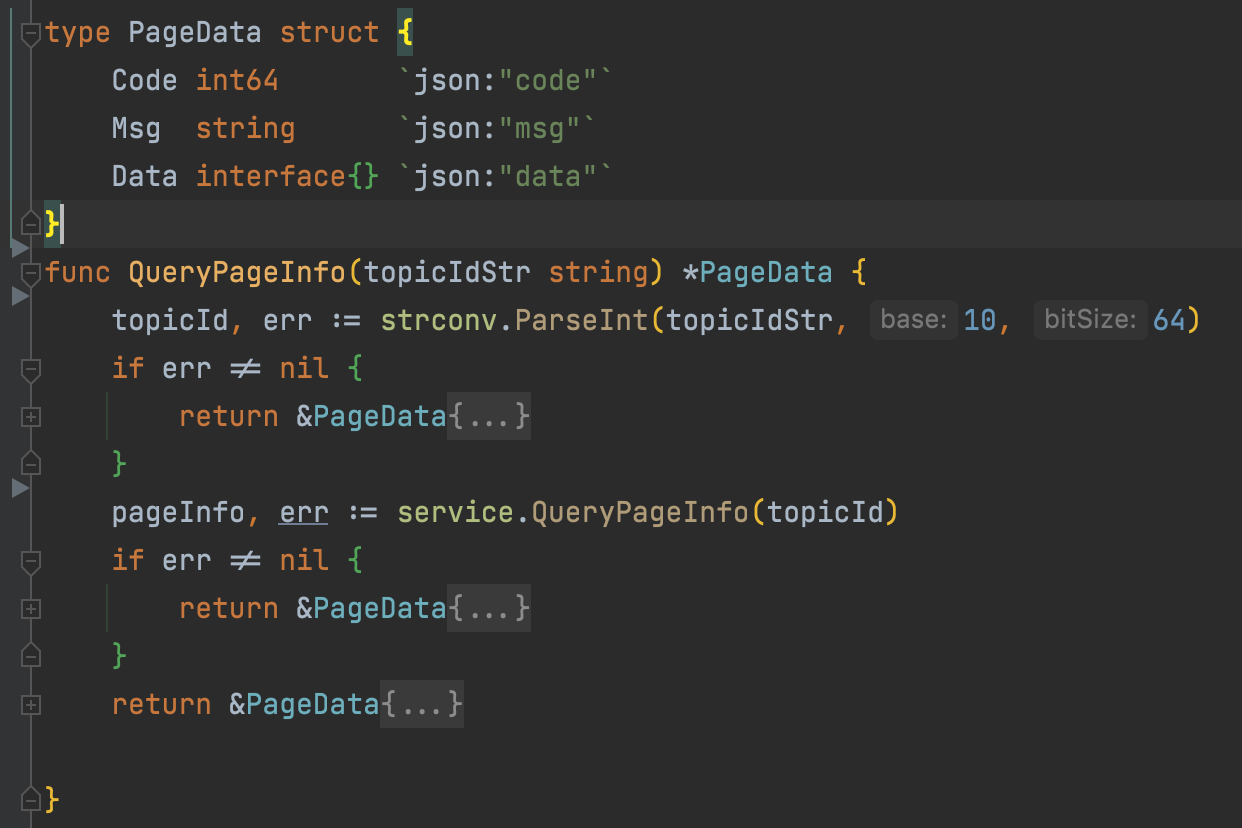 type PageData struct {
    Code int64       `json:"code"`
    Msg  string      `json:"msg"`
    Data interface{} `json:"data"`
}
func QueryPageInfo(topicIdStr string) *PageData {
    topicId, err := strconv.ParseInt(topicIdStr, base: 10, bitSize: 64)
    if err != nil {
        return &PageData{...}
    }
    pageInfo, err := service.QueryPageInfo(topicId)
    if err != nil {
        return &PageData{...}
    }
    return &PageData{...}
}